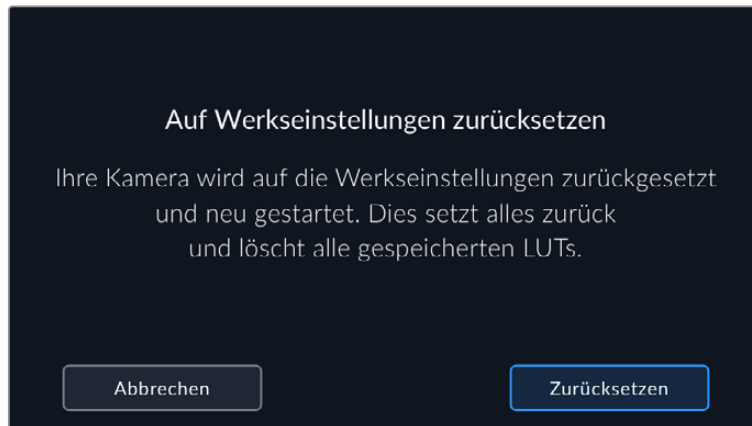 Auf Werkseinstellungen zurücksetzen
Ihre Kamera wird auf die Werkseinstellungen zurückgesetzt
und neu gestartet. Dies setzt alles zurück
und löscht alle gespeicherten LUTs.
Abbrechen
Zurücksetzen